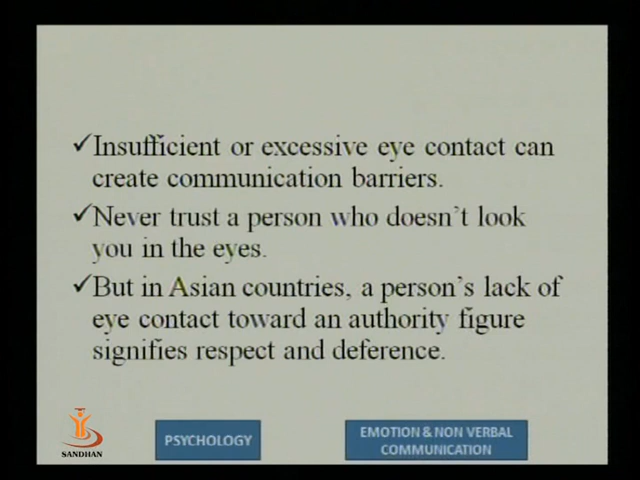 ✓Insufficient or excessive eye contact can
create communication barriers.
✓Never trust a person who doesn't look
you in the eyes.
✓But in Asian countries, a person's lack of
eye contact toward an authority figure
signifies respect and deference.
SANDHAN
PSYCHOLOGY
EMOTION & NON VERBAL
COMMUNICATION